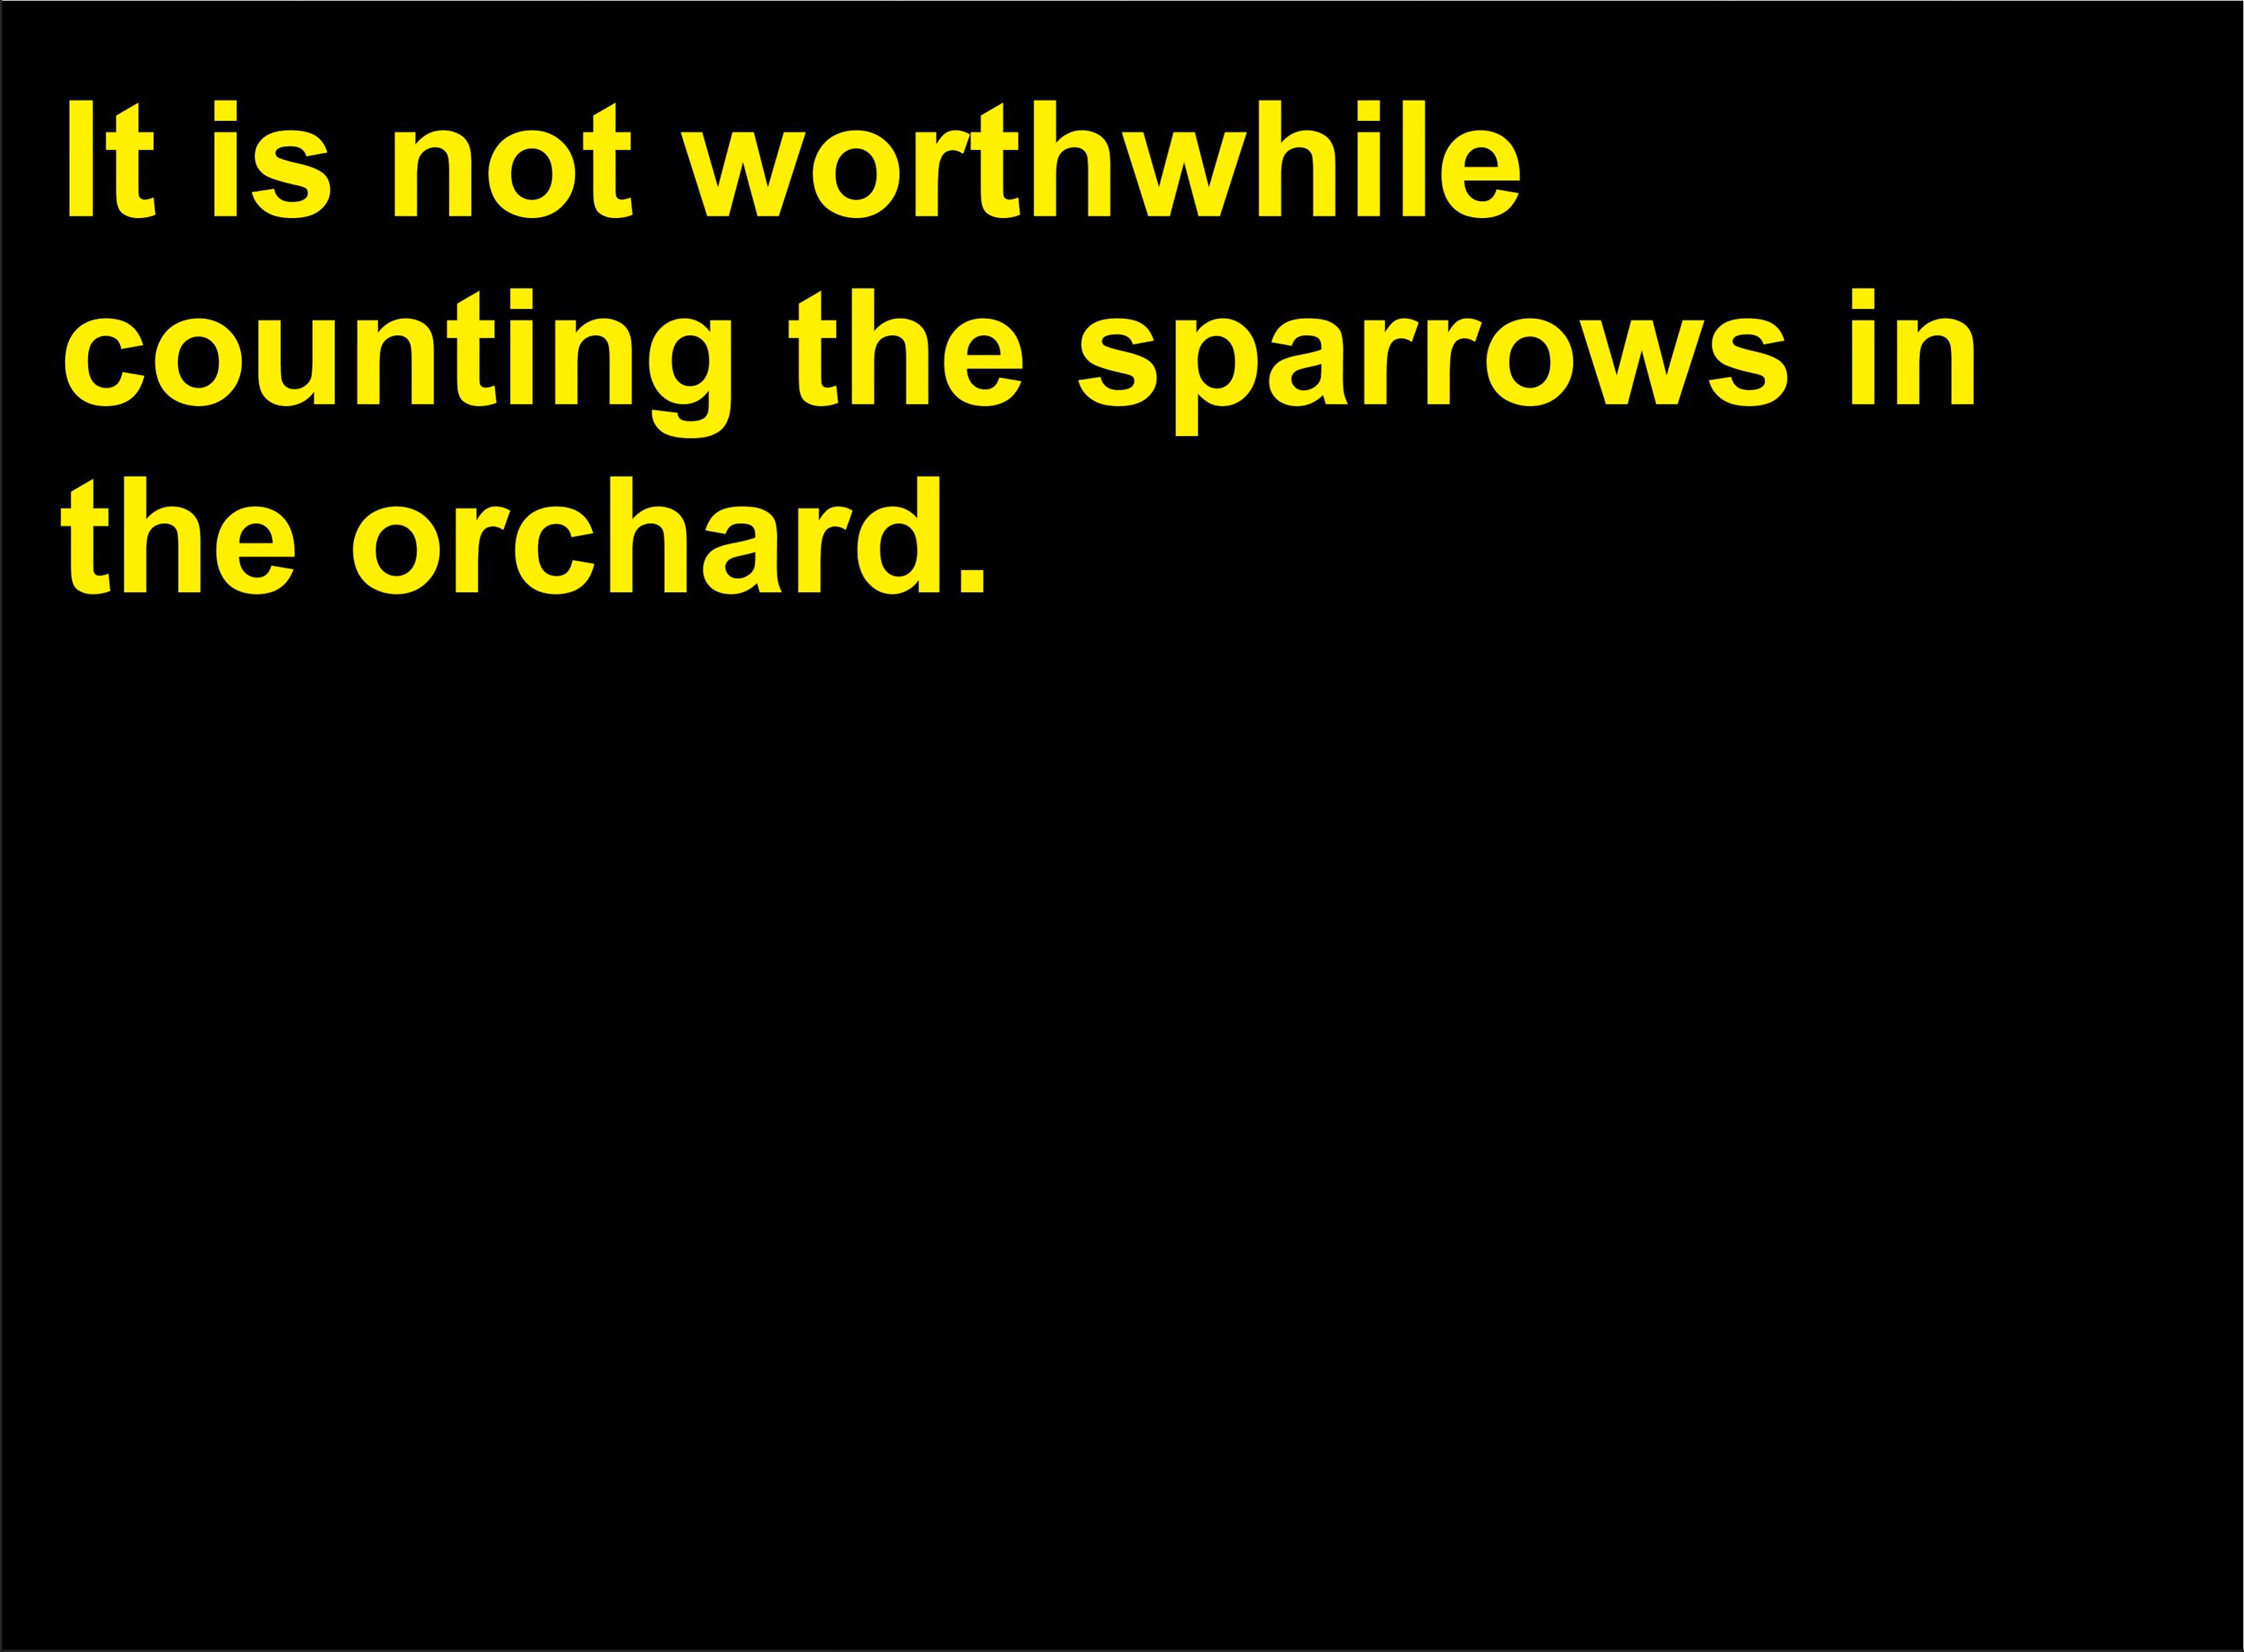 It is not worthwhile
counting the sparrows in
the orchard.